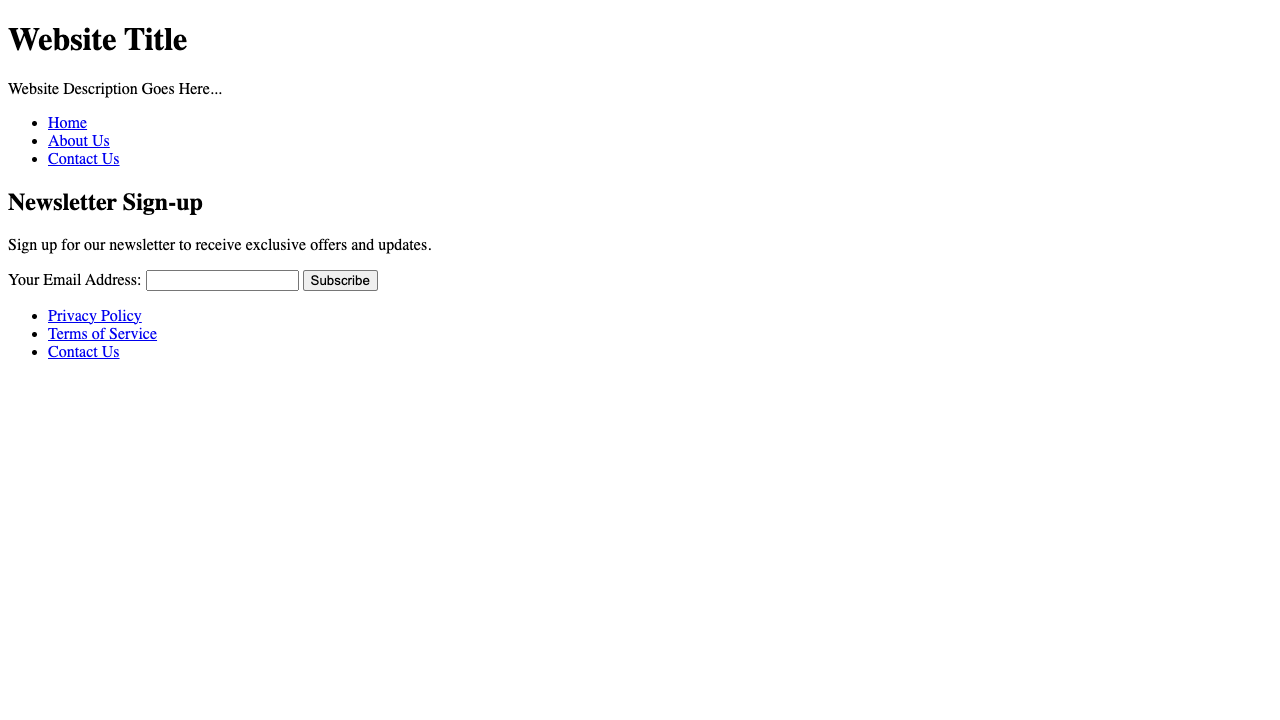 Website Title
Website Description Goes Here...
Home
About Us
Contact Us
Newsletter Sign-up
Sign up for our newsletter to receive exclusive offers and updates.
Your Email Address: Subscribe
Privacy Policy
Terms of Service
Contact Us